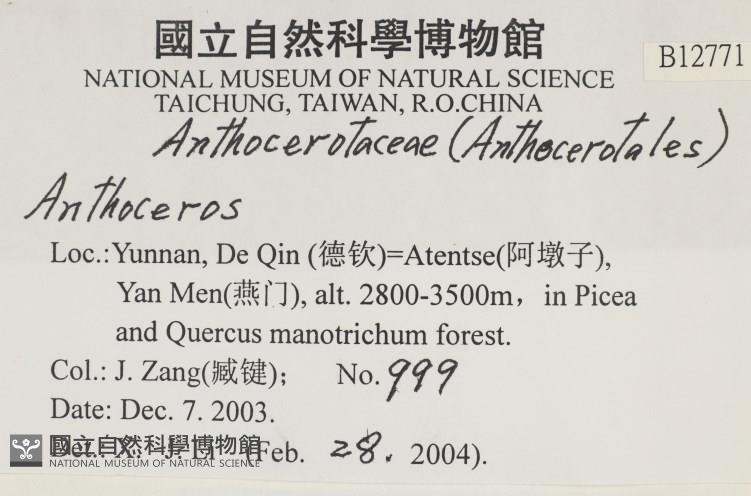 國立自然科學博物館
B12771
NATIONAL MUSEUM OF NATURAL SCIENCE
TAICHUNG, TAIWAN, R.O.CHINA
Anthocerotaceae (Anthocerotales)
Anthoceros
Loc.:Yunnan, De Qin (德钦)=Atentse(阿墩子),
Yan Men(燕门), alt. 2800-3500m，in Picea
and Quercus manotrichum forest.
Col.: J. Zang(臧键)； No. 999
Date: Dec. 7. 2003.
Det.: X. -J. Li (Feb. 28. 2004).
國立自然科學博物館
NATIONAL MUSEUM OF NATURAL SCIENCE